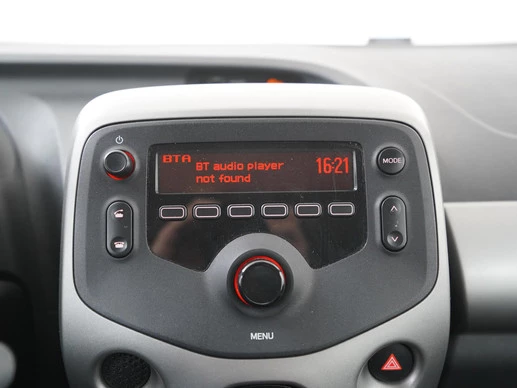 BTA
BT audio player
not found
16:21
MODE
MENU